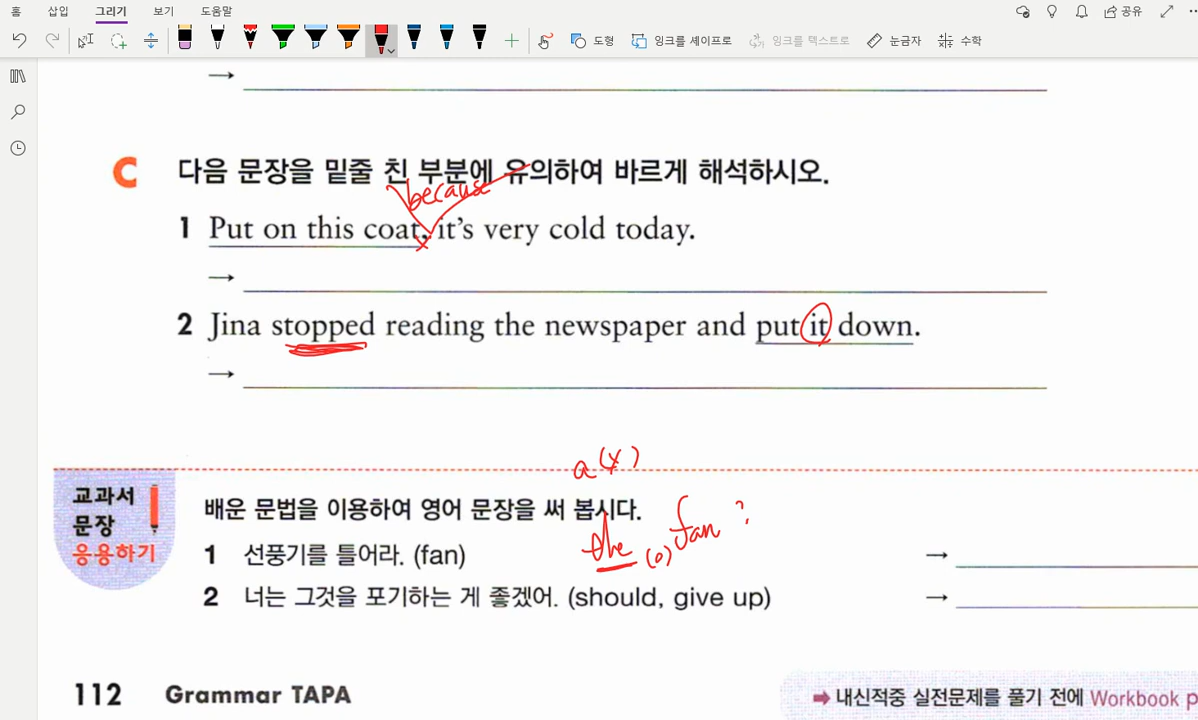 홈 삽입 그리기 보기 도움말 공유
도형 잉크를 셰이프로 잉크를 텍스트로 눈금자 수학
→
C 다음 문장을 밑줄 친 부분에 유의하여 바르게 해석하시오.
because
1 Put on this coat, it's very cold today.
→
2 Jina stopped reading the newspaper and put it down.
→
a (x)
교과서
문장
응용하기
배운 문법을 이용하여 영어 문장을 써 봅시다.
the (o) fan ?
1 선풍기를 틀어라. (fan) →
2 너는 그것을 포기하는 게 좋겠어. (should, give up) →
112 Grammar TAPA
➡ 내신적중 실전문제를 풀기 전에 Workbook p